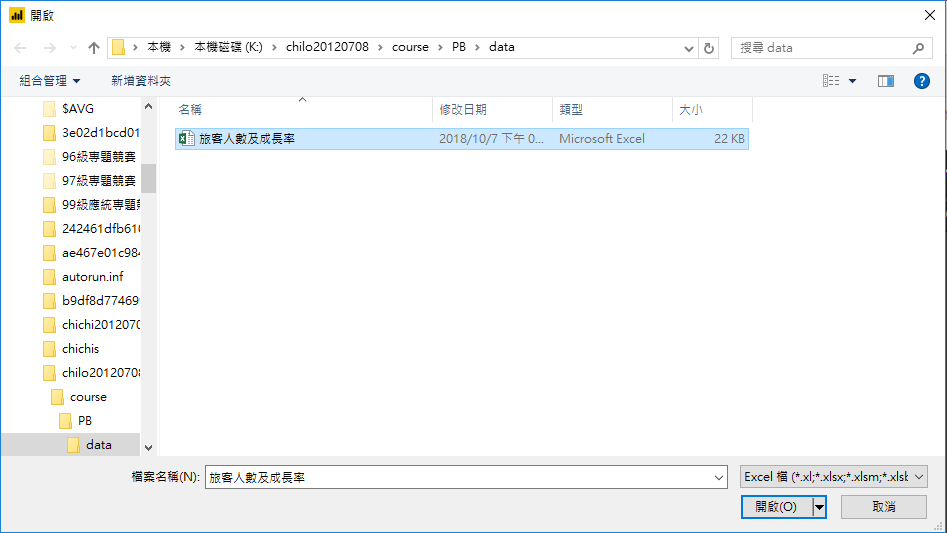 開啟
本機 › 本機磁碟 (K:) › chilo20120708 › course › PB › data
搜尋 data
組合管理 新增資料夾
$AVG
3e02d1bcd01
96級專題競賽
97級專題競賽
99級應統專題競
242461dfb610
ae467e01c984
autorun.inf
b9df8d77469
chichi2012070
chichis
chilo20120708
course
PB
data
名稱 修改日期 類型 大小
旅客人數及成長率 2018/10/7 下午 0... Microsoft Excel 22 KB
檔案名稱(N): 旅客人數及成長率 Excel 檔 (*.xl;*.xlsx;*.xlsm;*.xlsb
開啟(O) 取消